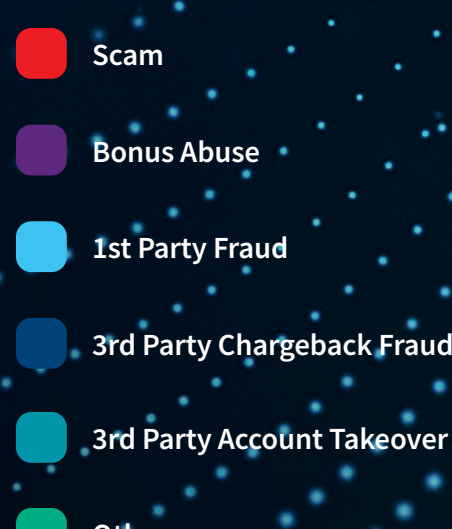 Scam
Bonus Abuse
1st Party Fraud
3rd Party Chargeback Fraud
3rd Party Account Takeover